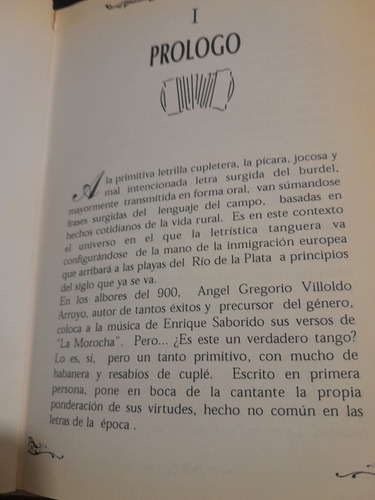 I
PROLOGO
A la primitiva letrilla cupletera, la pícara, jocosa y
mal intencionada letra surgida del burdel,
mayormente transmitida en forma oral, van súmandose
frases surgidas del lenguaje del campo, basadas en
hechos cotidianos de la vida rural. Es en este contexto
el universo en el que la letrística tanguera va
configurándose de la mano de la inmigración europea
que arribará a las playas del Río de la Plata a principios
del siglo que ya se va.
En los albores del 900, Angel Gregorio Villoldo
Arroyo, autor de tantos éxitos y precursor del género,
coloca a la música de Enrique Saborido sus versos de
"La Morocha". Pero... ¿Es este un verdadero tango?
Lo es, sí, pero un tanto primitivo, con mucho de
habanera y resabios de cuplé. Escrito en primera
persona, pone en boca de la cantante la propia
ponderación de sus virtudes, hecho no común en las
letras de la época .